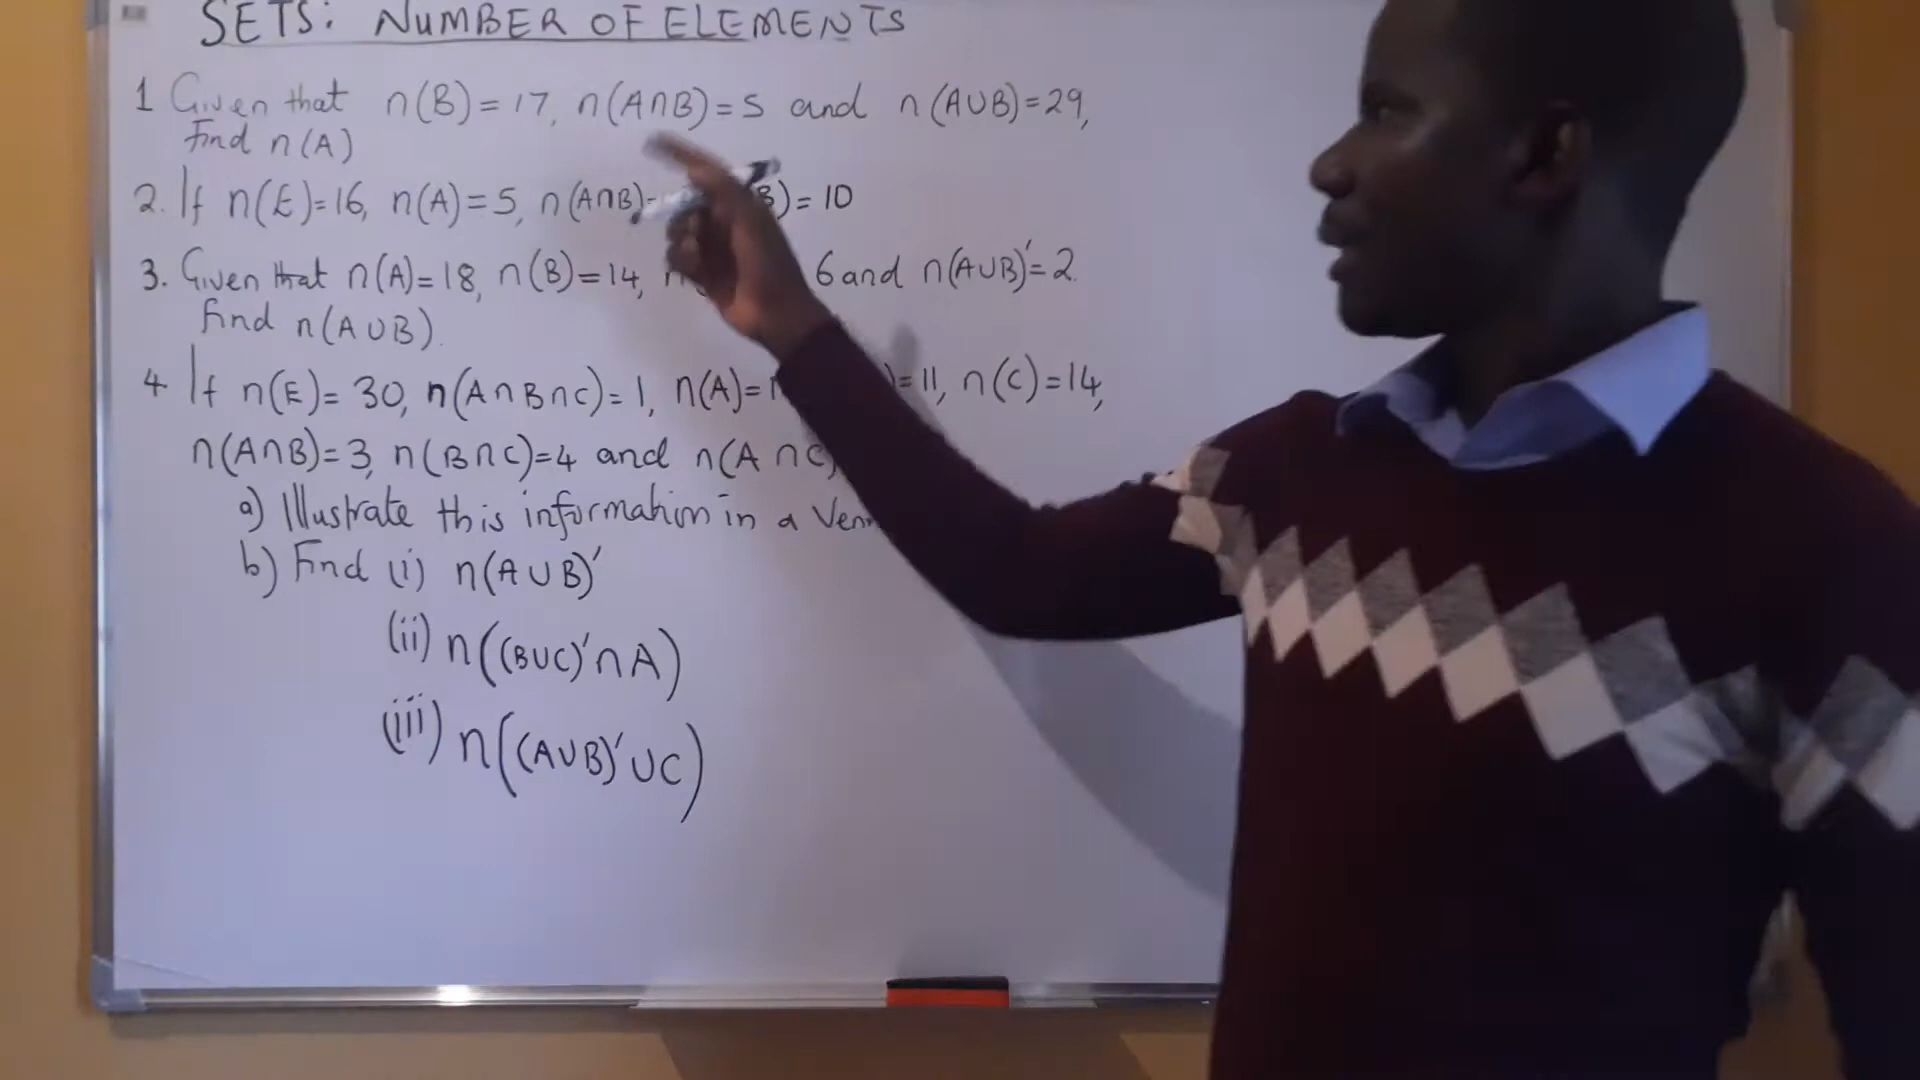 SETS: NUMBER OF ELEMENTS
1 Given that n(B)=17, n(A∩B)=5 and n(A∪B)=29,
Find n(A)
2. If n(E)=16, n(A)=5, n(A∩B)= B)=10
3. Given that n(A)=18, n(B)=14, n 6 and n(A∪B)'=2.
find n(A∪B).
4. If n(E)=30, n(A∩B∩C)=1, n(A)= )=11, n(C)=14,
n(A∩B)=3, n(B∩C)=4 and n(A∩C)
a) Illustrate this information in a
b) Find (i) n(A∪B)'
(ii) n((B∪C)'∩A)
(iii) n((A∪B)'∪C)